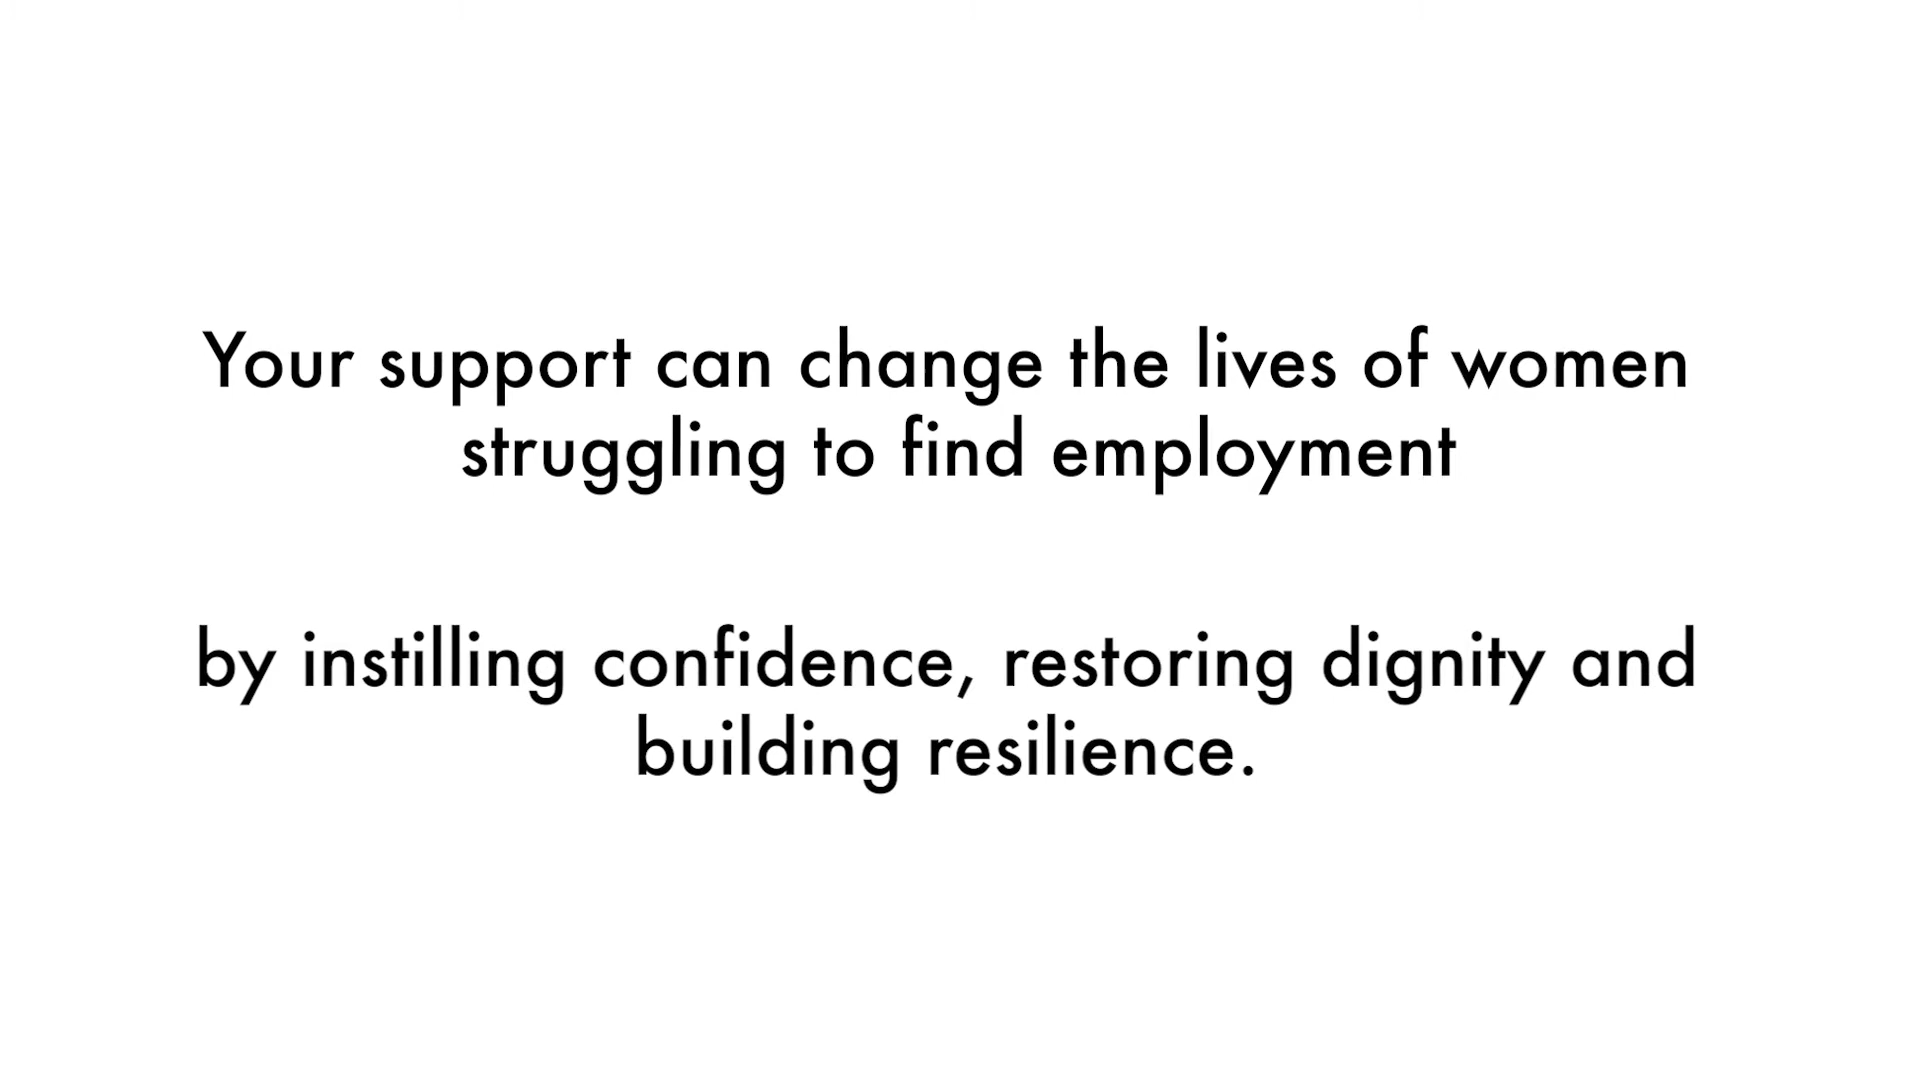 Your support can change the lives of women
struggling to find employment
by instilling confidence, restoring dignity and
building resilience.